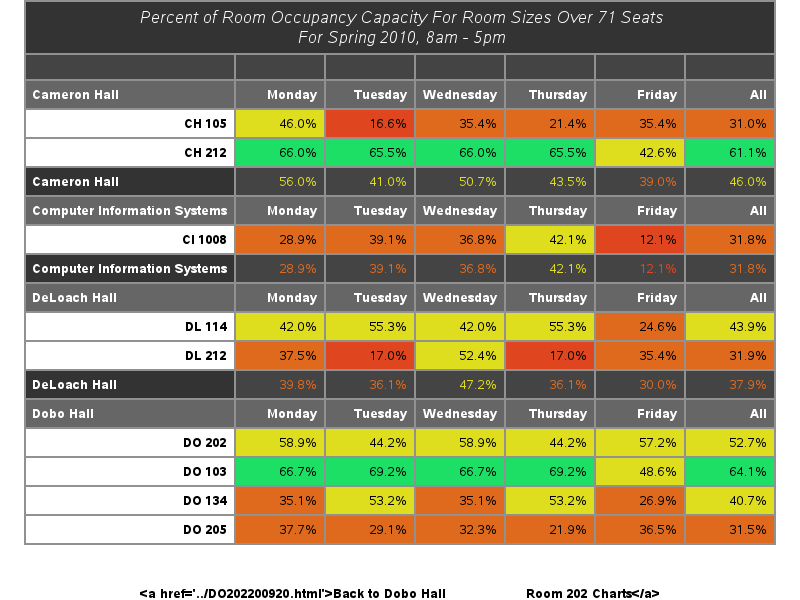 Percent of Room Occupancy Capacity For Room Sizes Over 71 Seats
For Spring 2010, 8am - 5pm
Cameron Hall Monday Tuesday Wednesday Thursday Friday All
CH 105 46.0% 16.6% 35.4% 21.4% 35.4% 31.0%
CH 212 66.0% 65.5% 66.0% 65.5% 42.6% 61.1%
Cameron Hall 56.0% 41.0% 50.7% 43.5% 39.0% 46.0%
Computer Information Systems Monday Tuesday Wednesday Thursday Friday All
CI 1008 28.9% 39.1% 36.8% 42.1% 12.1% 31.8%
Computer Information Systems 28.9% 39.1% 36.8% 42.1% 12.1% 31.8%
DeLoach Hall Monday Tuesday Wednesday Thursday Friday All
DL 114 42.0% 55.3% 42.0% 55.3% 24.6% 43.9%
DL 212 37.5% 17.0% 52.4% 17.0% 35.4% 31.9%
DeLoach Hall 39.8% 36.1% 47.2% 36.1% 30.0% 37.9%
Dobo Hall Monday Tuesday Wednesday Thursday Friday All
DO 202 58.9% 44.2% 58.9% 44.2% 57.2% 52.7%
DO 103 66.7% 69.2% 66.7% 69.2% 48.6% 64.1%
DO 134 35.1% 53.2% 35.1% 53.2% 26.9% 40.7%
DO 205 37.7% 29.1% 32.3% 21.9% 36.5% 31.5%
<a href='../DO202200920.html'>Back to Dobo Hall Room 202 Charts</a>